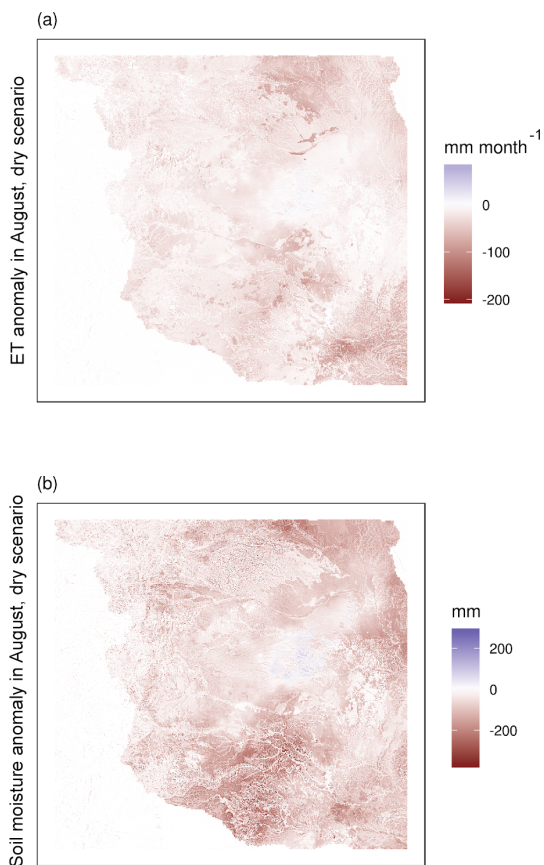 (a)
ET anomaly in August, dry scenario
mm month-1
0
-100
-200
(b)
Soil moisture anomaly in August, dry scenario
mm
200
0
-200